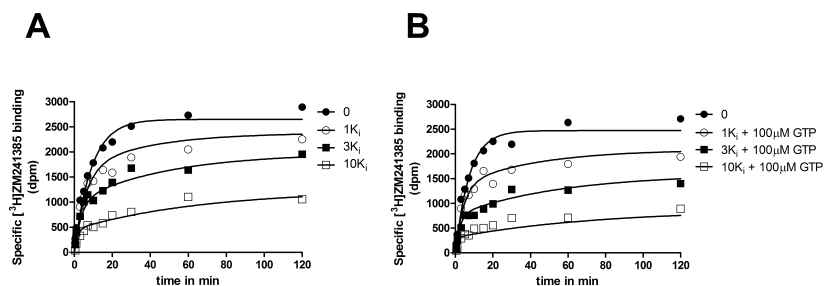 A
Specific [³H]ZM241385 binding
(dpm)
3000
2500
2000
1500
1000
500
0
0
20
40
60
80
100
120
time in min
0
1Ki
3Ki
10Ki
B
Specific [³H]ZM241385 binding
(dpm)
3000
2500
2000
1500
1000
500
0
0
20
40
60
80
100
120
time in min
0
1Ki + 100µM GTP
3Ki + 100µM GTP
10Ki + 100µM GTP